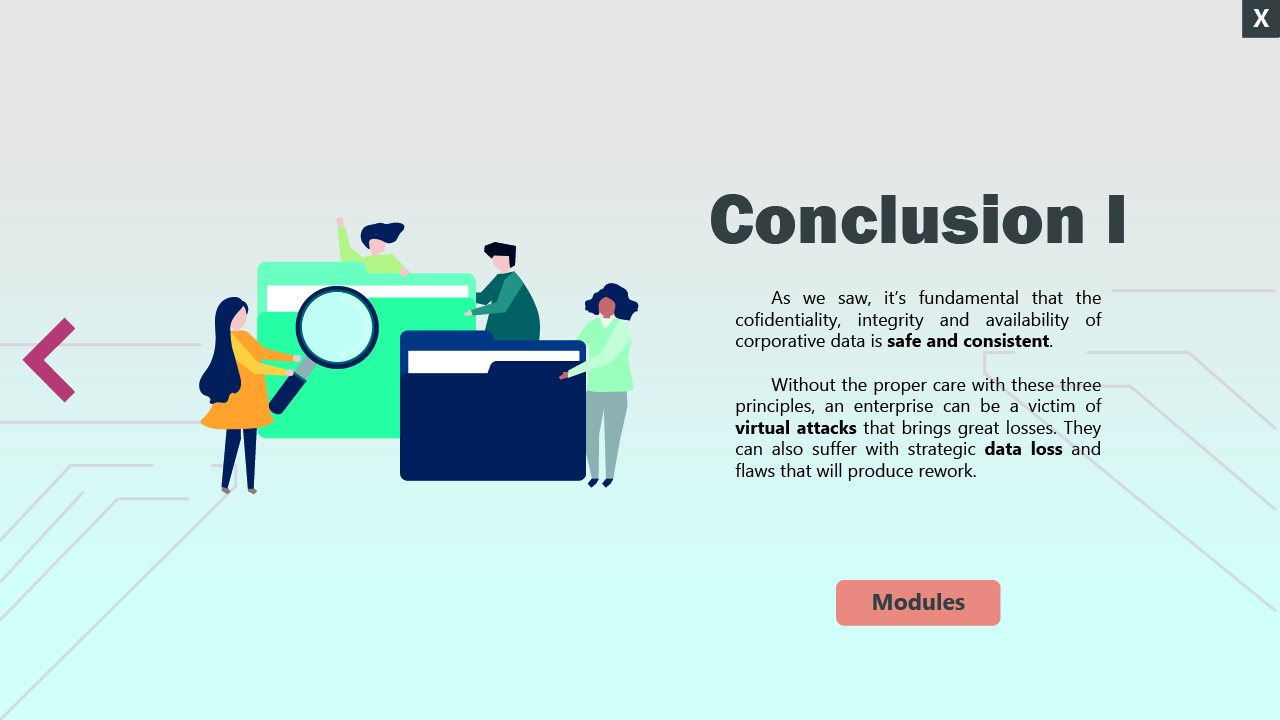 X
Conclusion I
As we saw, it's fundamental that the
cofidentiality, integrity and availability of
corporative data is safe and consistent.
Without the proper care with these three
principles, an enterprise can be a victim of
virtual attacks that brings great losses. They
can also suffer with strategic data loss and
flaws that will produce rework.
Modules